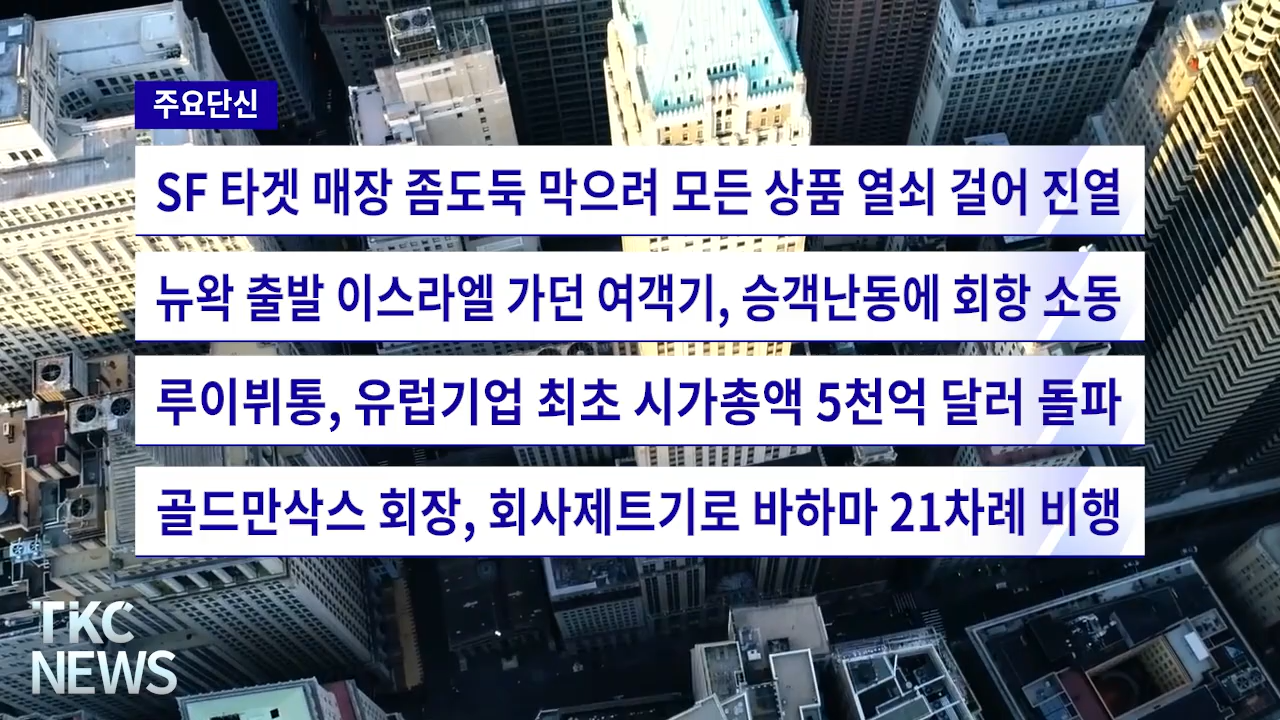 주요단신
SF 타겟 매장 좀도둑 막으려 모든 상품 열쇠 걸어 진열
뉴왁 출발 이스라엘 가던 여객기, 승객난동에 회항 소동
루이뷔통, 유럽기업 최초 시가총액 5천억 달러 돌파
골드만삭스 회장, 회사제트기로 바하마 21차례 비행
TKC
NEWS